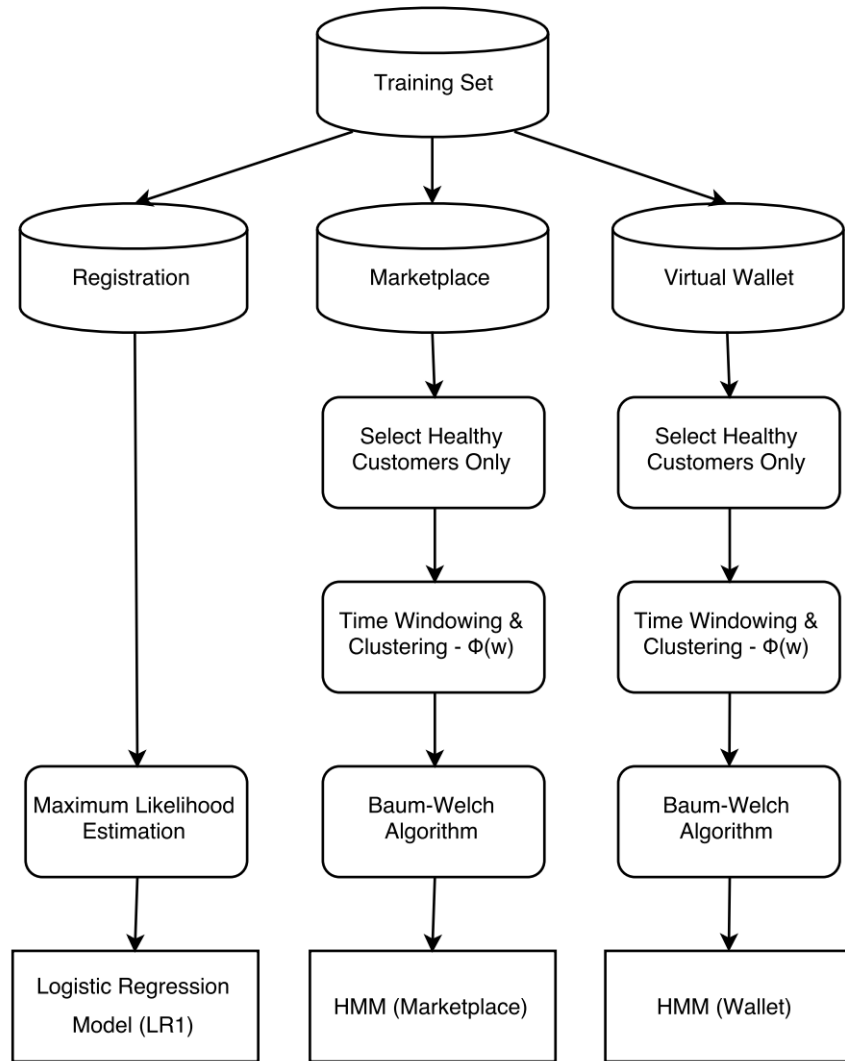 Training Set
Registration
Marketplace
Virtual Wallet
Select Healthy
Customers Only
Select Healthy
Customers Only
Time Windowing &
Clustering - Φ(w)
Time Windowing &
Clustering - Φ(w)
Maximum Likelihood
Estimation
Baum-Welch
Algorithm
Baum-Welch
Algorithm
Logistic Regression
Model (LR1)
HMM (Marketplace)
HMM (Wallet)